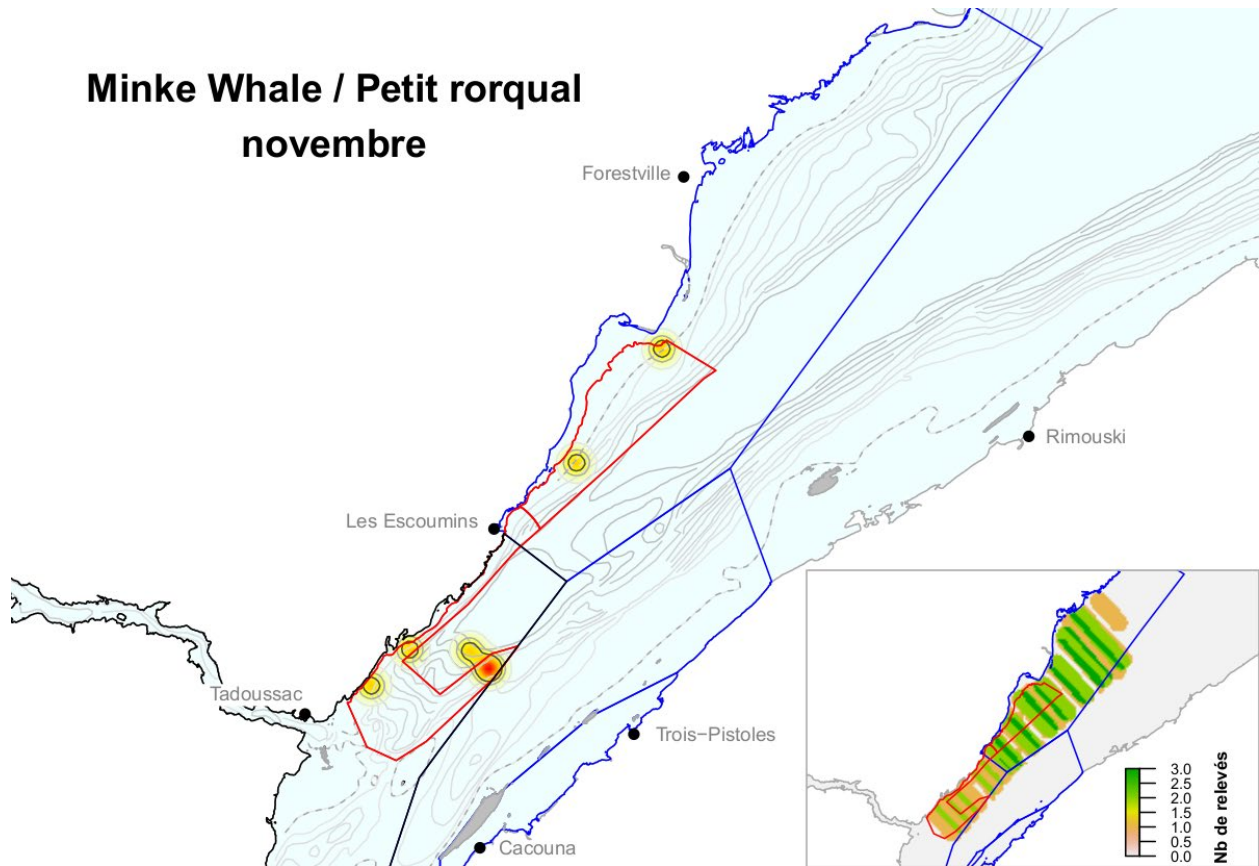 Minke Whale / Petit rorqual
novembre
Forestville
Rimouski
Les Escoumins
Tadoussac
Trois−Pistoles
Cacouna
3.0
2.5
2.0
1.5
1.0
0.5
0.0
Nb de relevés